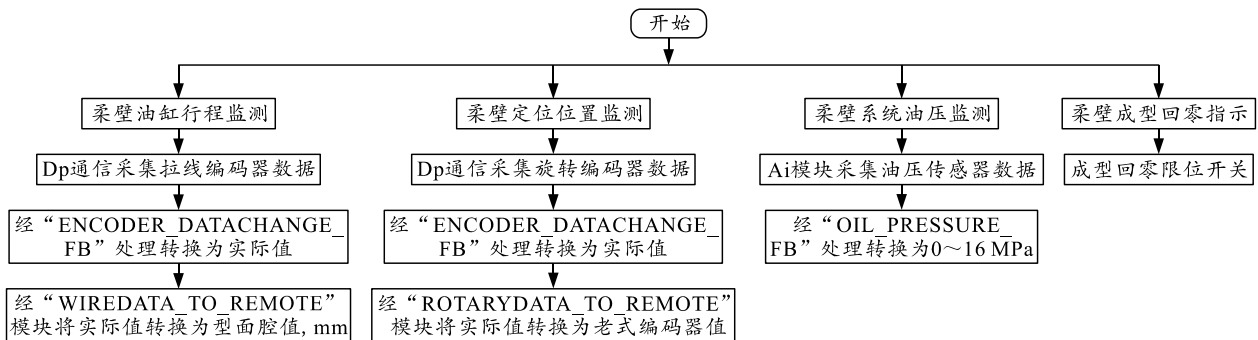 开始
柔壁油缸行程监测
柔壁定位位置监测
柔壁系统油压监测
柔壁成型回零指示
Dp通信采集拉线编码器数据
Dp通信采集旋转编码器数据
Ai模块采集油压传感器数据
成型回零限位开关
经“ENCODER_DATACHANGE_
FB”处理转换为实际值
经“ENCODER_DATACHANGE_
FB”处理转换为实际值
经“OIL_PRESSURE_
FB”处理转换为0～16 MPa
经“WIREDATA_TO_REMOTE”
模块将实际值转换为型面腔值, mm
经“ROTARYDATA_TO_REMOTE”
模块将实际值转换为老式编码器值